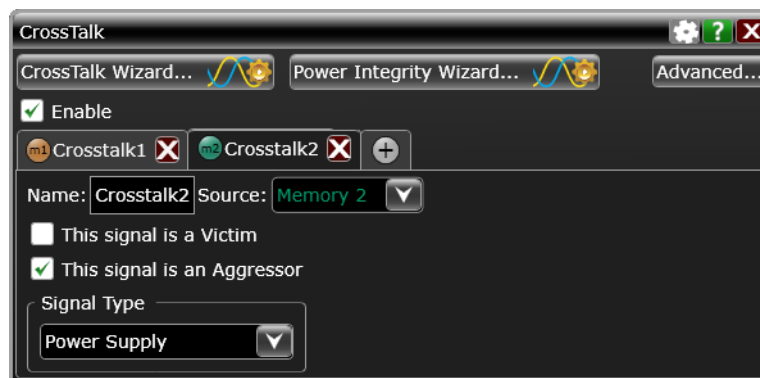 CrossTalk ? X
CrossTalk Wizard... Power Integrity Wizard... Advanced...
Enable
m1 Crosstalk1 X m2 Crosstalk2 X +
Name: Crosstalk2 Source: Memory 2
This signal is a Victim
This signal is an Aggressor
Signal Type
Power Supply